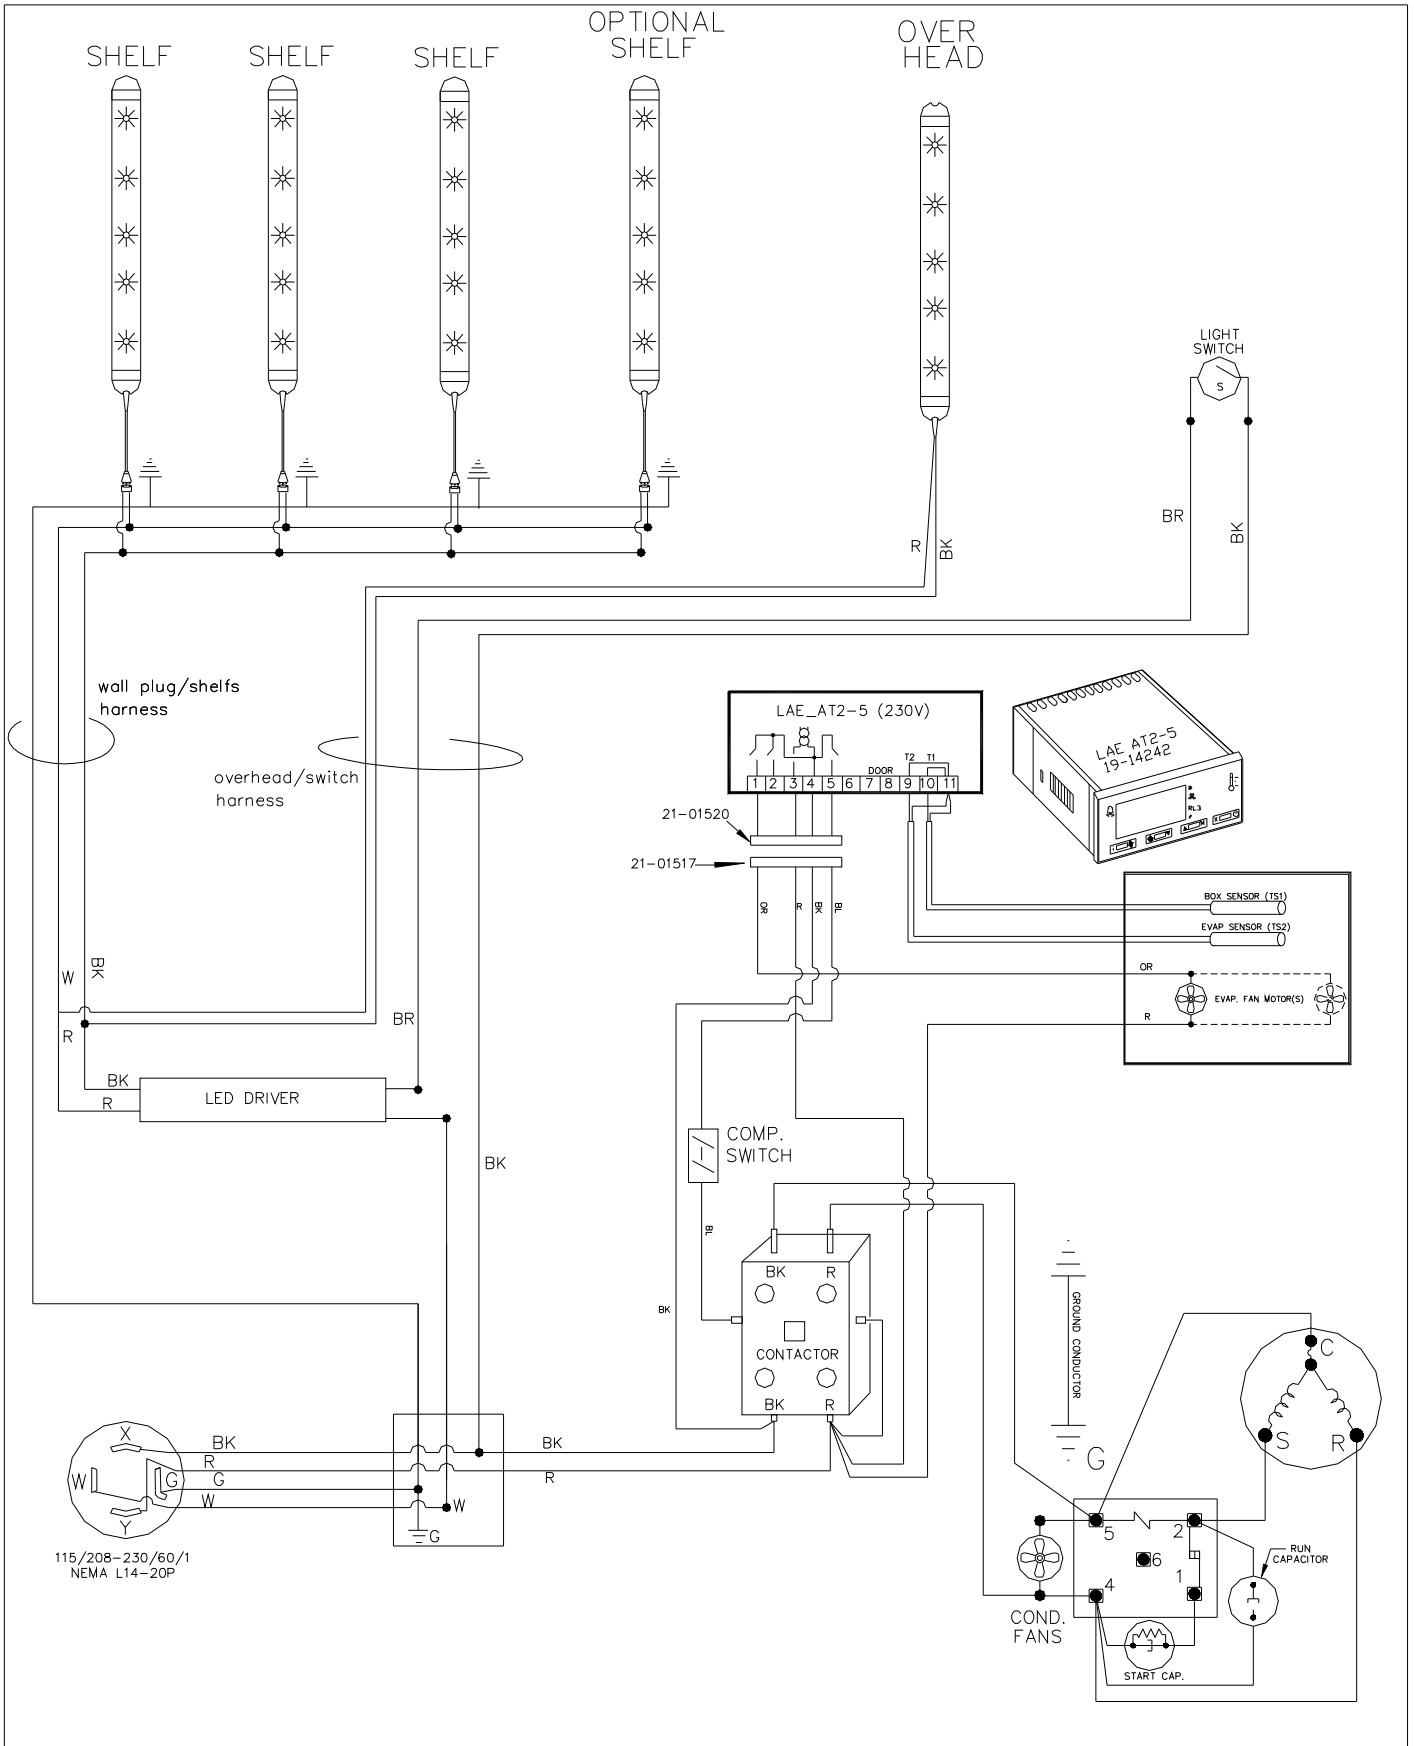 SHELF
SHELF
SHELF
OPTIONAL
SHELF
OVER
HEAD
LIGHT
SWITCH
S
BR
BK
R
BK
wall plug/shelfs
harness
overhead/switch
harness
LAE_AT2-5 (230V)
T2
T1
DOOR
1
2
3
4
5
6
7
8
9
10
11
LAE AT2-5
19-14242
RL3
21-01520
21-01517
OR
R
BK
BL
BOX SENSOR (TS1)
EVAP SENSOR (TS2)
OR
EVAP. FAN MOTOR(S)
R
W
BK
R
BR
BK
R
LED DRIVER
BK
COMP.
SWITCH
BL
BK
BK
R
CONTACTOR
BK
R
GROUND CONDUCTOR
G
C
S
R
X
W
G
Y
BK
R
G
W
BK
R
W
G
115/208-230/60/1
NEMA L14-20P
5
2
6
4
1
RUN
CAPACITOR
COND.
FANS
START CAP.